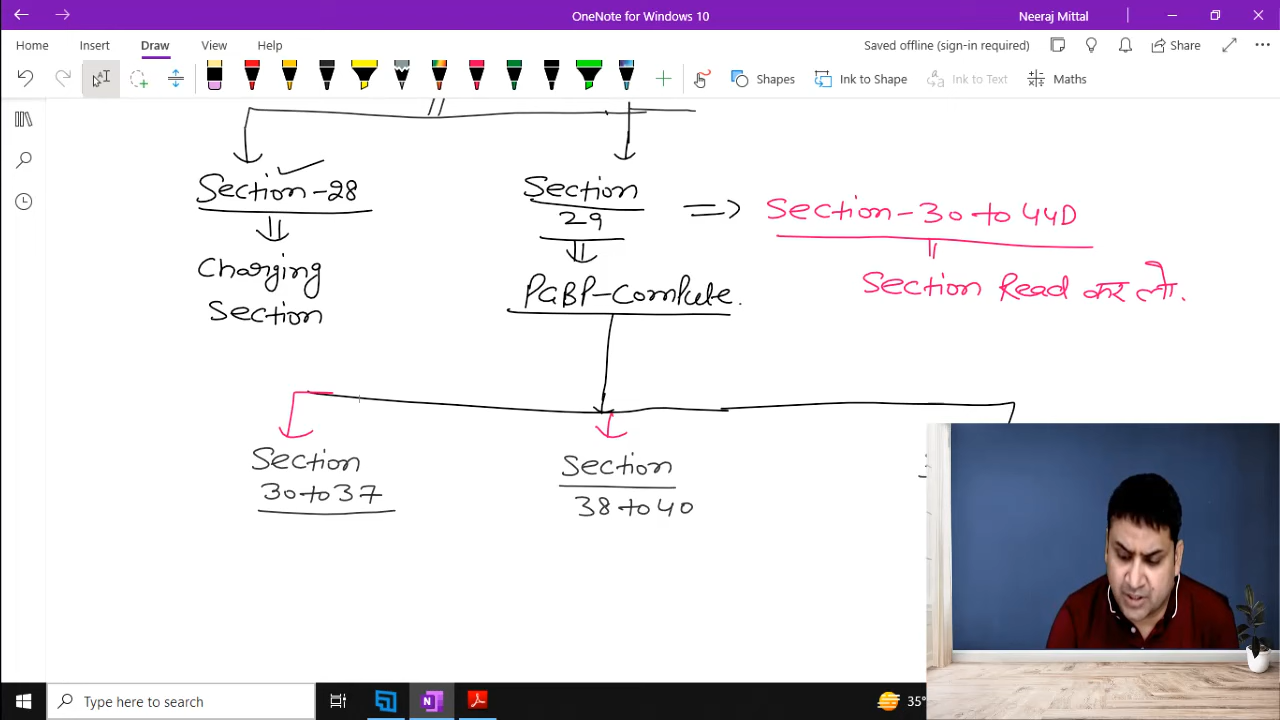 OneNote for Windows 10
Neeraj Mittal
Home Insert Draw View Help
Saved offline (sign-in required)
Share
Shapes
Ink to Shape
Ink to Text
Maths
Section-28
Charging
Section
Section
29
PGBP-Complete.
=> Section-30 to 44D
Section Read कर लो.
Section
30 to 37
Section
38 to 40
Type here to search
35°